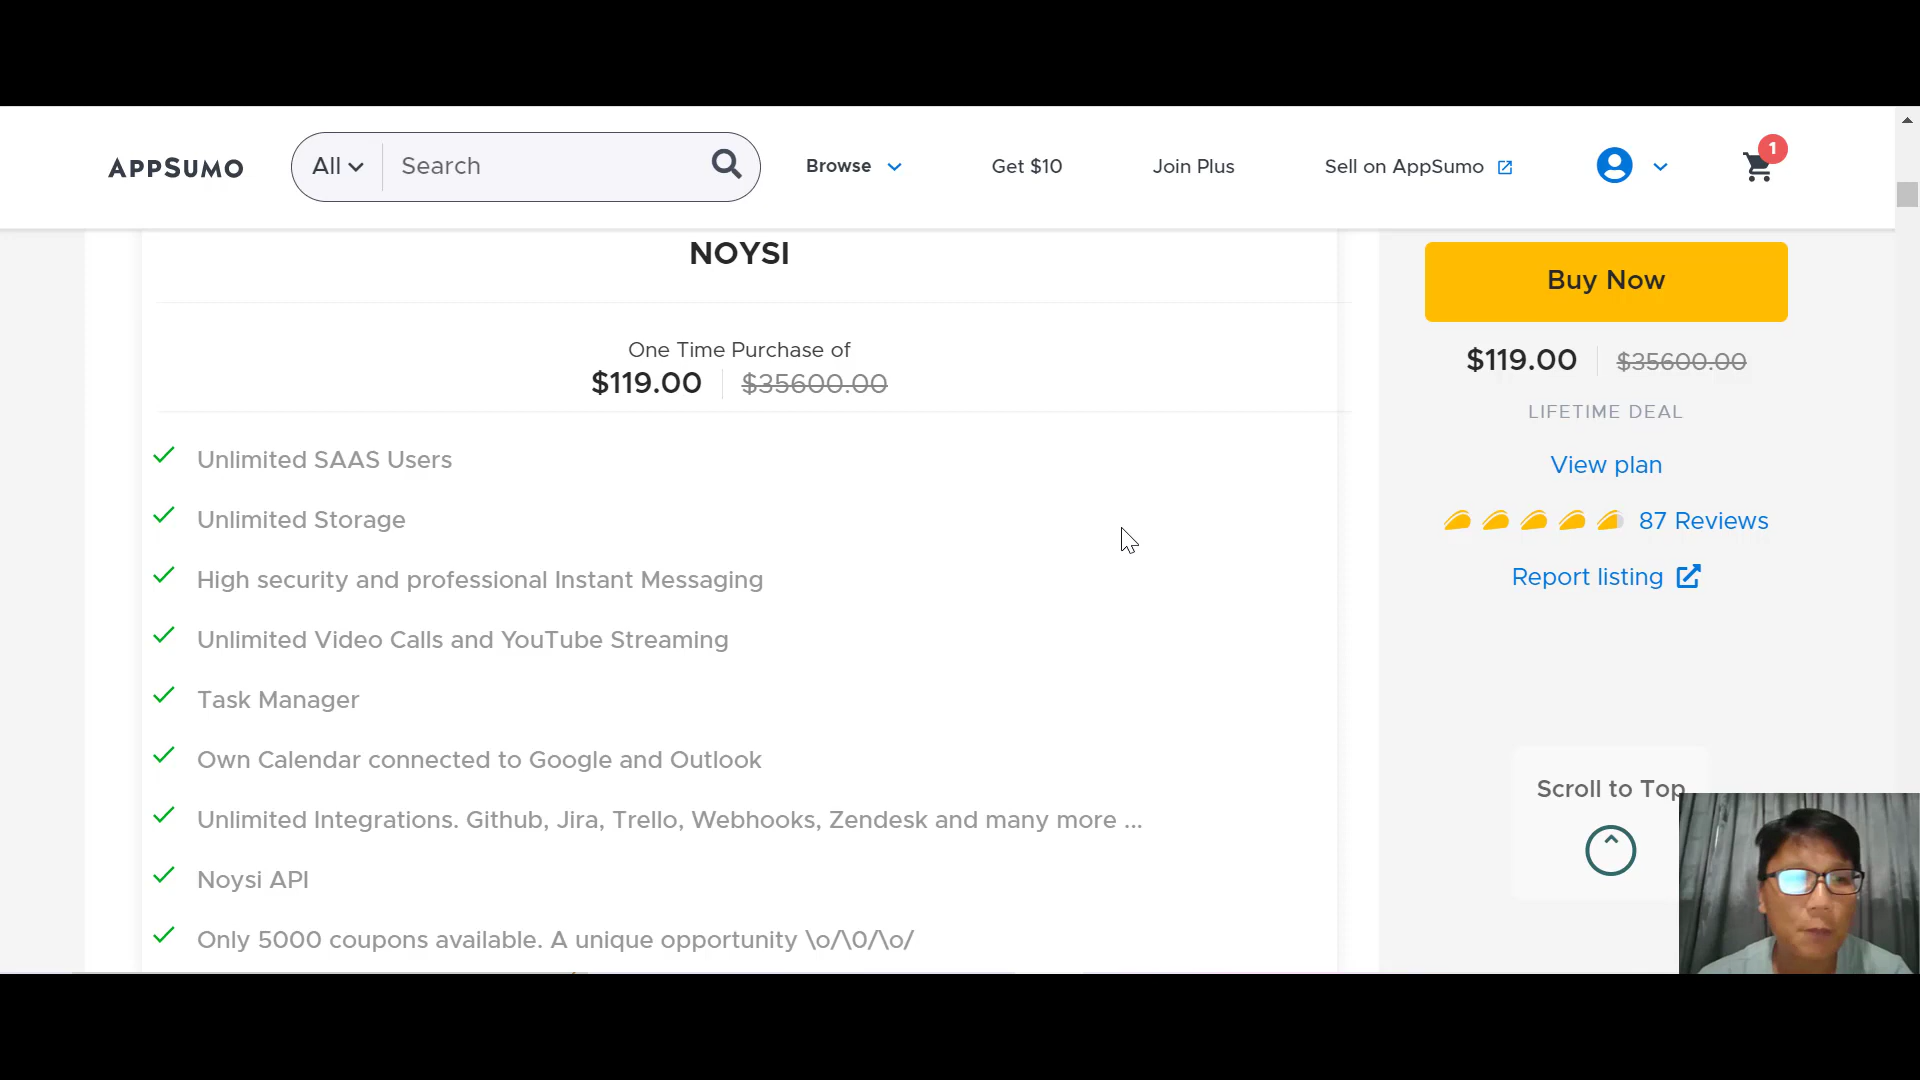 APPSUMO
All
Search
Browse
Get $10
Join Plus
Sell on AppSumo
1
NOYSI
One Time Purchase of
$119.00
$35600.00
Unlimited SAAS Users
Unlimited Storage
High security and professional Instant Messaging
Unlimited Video Calls and YouTube Streaming
Task Manager
Own Calendar connected to Google and Outlook
Unlimited Integrations. Github, Jira, Trello, Webhooks, Zendesk and many more ...
Noysi API
Only 5000 coupons available. A unique opportunity \o/\0/\o/
Buy Now
$119.00
$35600.00
LIFETIME DEAL
View plan
87 Reviews
Report listing
Scroll to Top